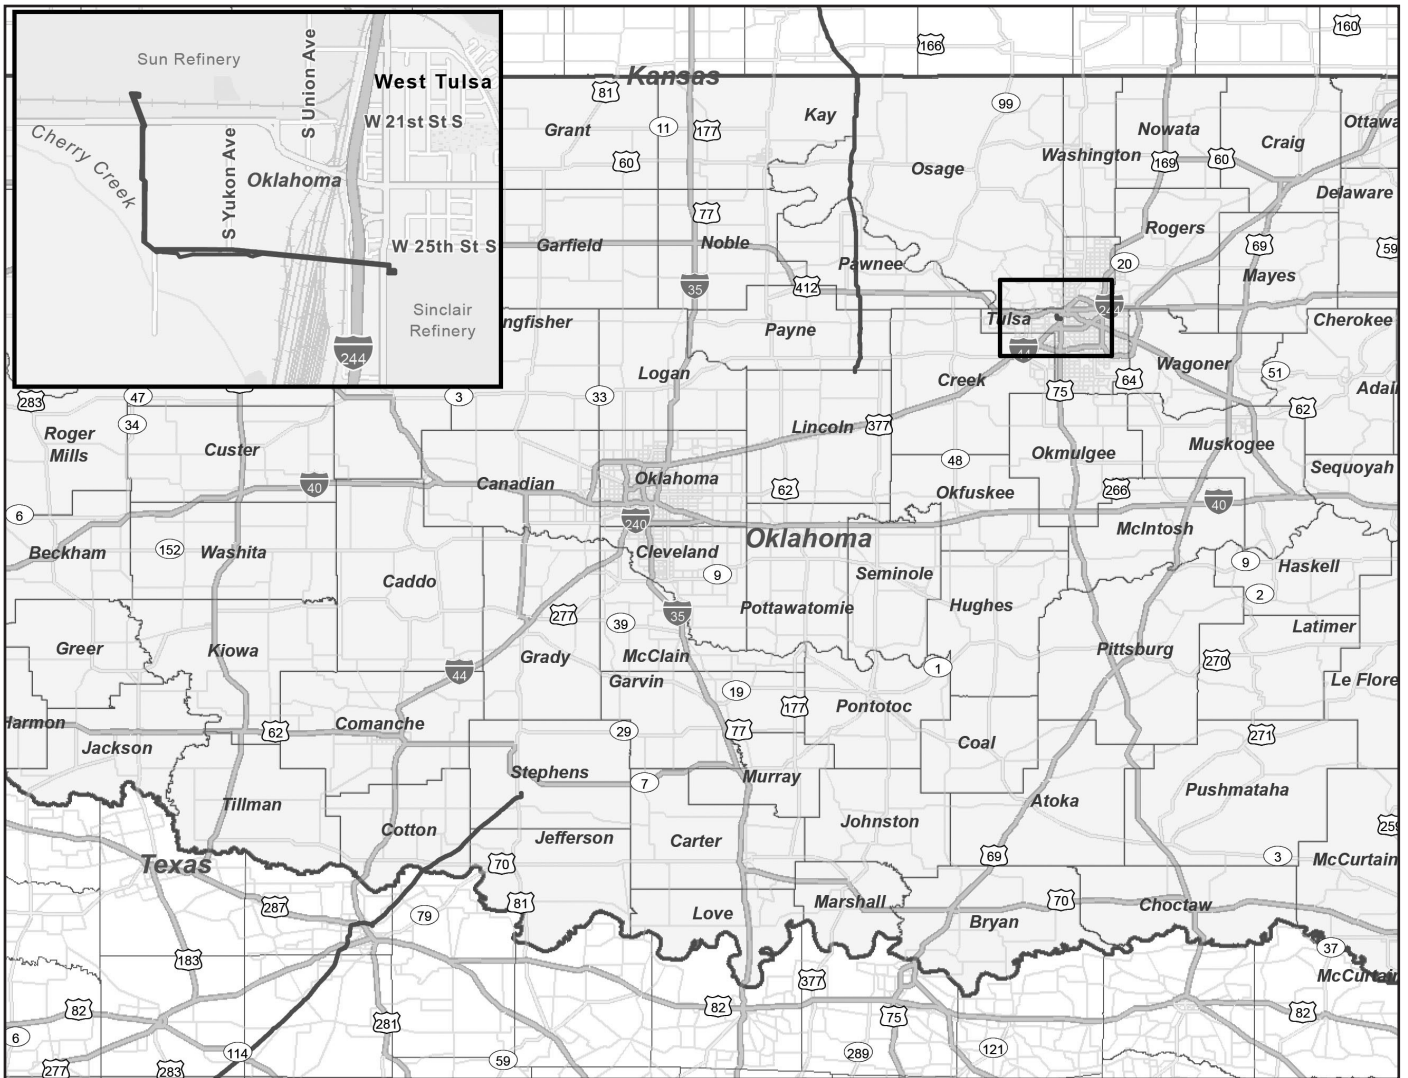 Sun Refinery
S Union Ave
West Tulsa
W 21st St S
Cherry Creek
S Yukon Ave
Oklahoma
W 25th St S
Sinclair
Refinery
244
160
166
Kansas
81
99
Kay
Grant
11
177
Nowata
Ottawa
Craig
60
Washington
169
60
Osage
Delaware
77
Rogers
Garfield
Noble
69
59
Pawnee
20
Mayes
35
412
244
ngfisher
Payne
Tulsa
Cherokee
44
Wagoner
Logan
Creek
64
51
Adair
283
47
3
33
75
62
34
Roger
Mills
Custer
Lincoln
377
Okmulgee
Muskogee
48
Sequoyah
40
Canadian
Oklahoma
62
Okfuskee
266
40
6
240
McIntosh
Oklahoma
Beckham
152
Washita
Cleveland
9
Seminole
9
Haskell
Caddo
2
277
39
35
Pottawatomie
Hughes
Latimer
Greer
Kiowa
Grady
McClain
Pittsburg
270
44
1
Garvin
Le Flore
19
177
Pontotoc
Harmon
62
Comanche
29
77
271
Jackson
Coal
Stephens
7
Murray
Tillman
Atoka
Pushmataha
Cotton
Jefferson
Carter
Johnston
259
Texas
70
69
3
McCurtain
287
79
81
Love
Marshall
70
Choctaw
Bryan
183
37
377
McCurtain
82
281
82
75
82
6
114
59
289
121
277
283